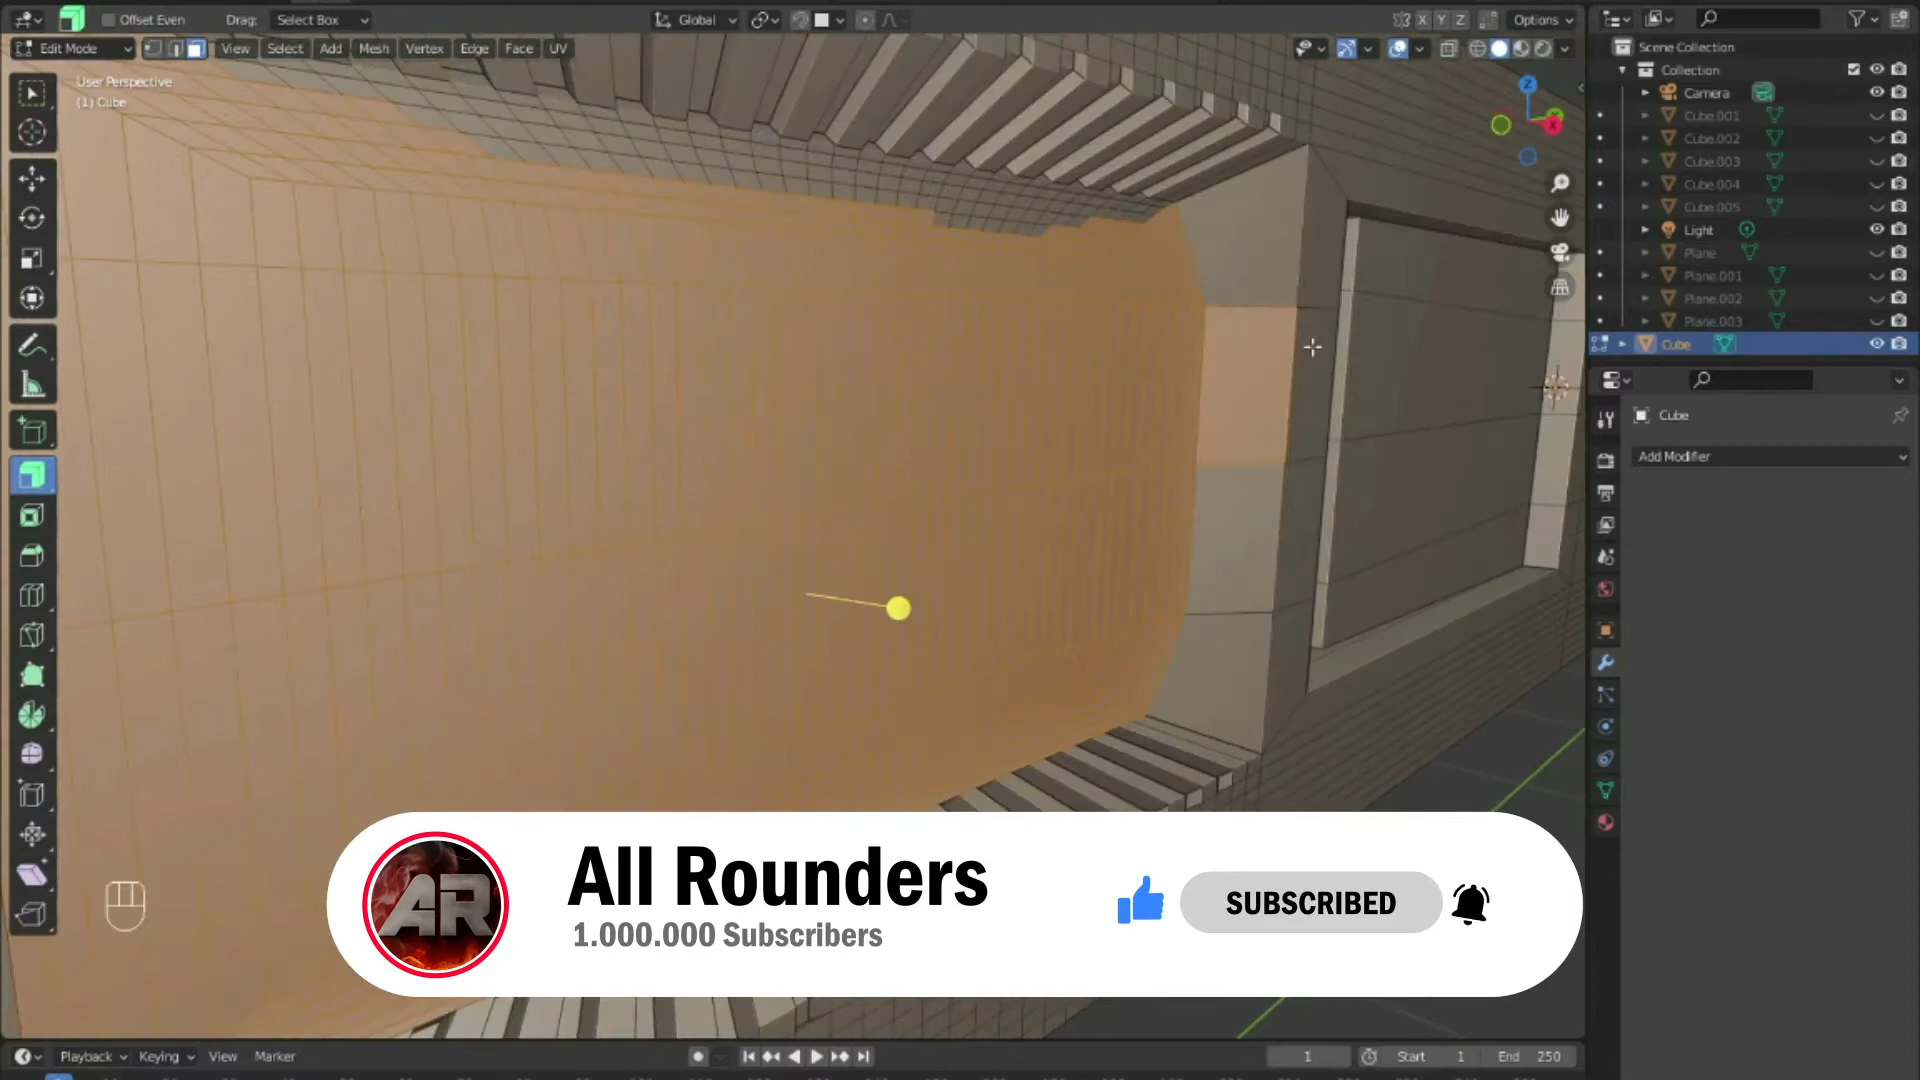 Offset Even Drag: Select Box Global X Y Z Options
Edit Mode View Select Add Mesh Vertex Edge Face UV
User Perspective
(1) Cube
Z
X
Scene Collection
Collection
Camera
Cube.001
Cube.002
Cube.003
Cube.004
Cube.005
Light
Plane
Plane.001
Plane.002
Plane.003
Cube
Cube
Add Modifier
AR
All Rounders
1.000.000 Subscribers
SUBSCRIBED
Playback Keying View Marker 1 Start 1 End 250